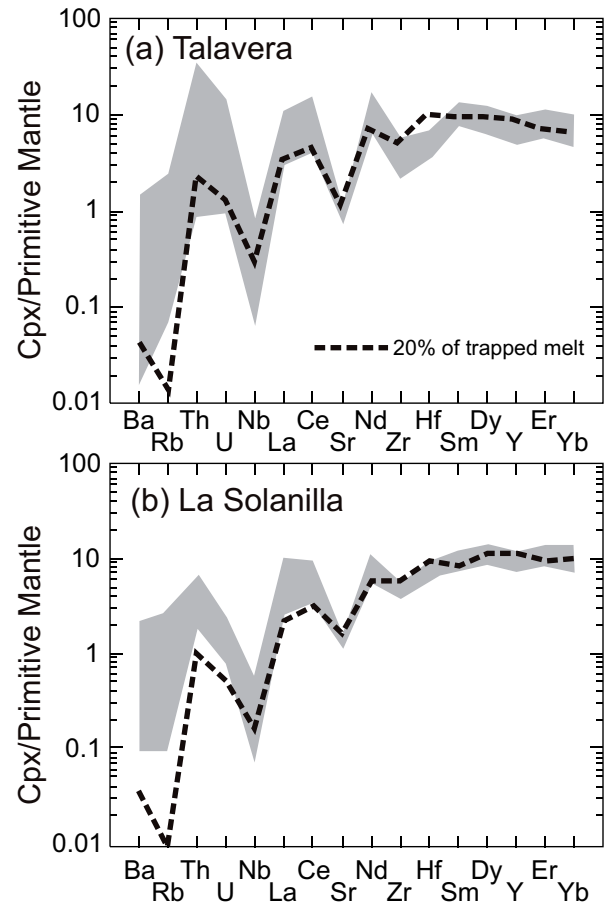 100
(a) Talavera
10
1
0.1
0.01
Cpx/Primitive Mantle
20% of trapped melt
Ba Th Nb Ce Nd Hf Dy Er
Rb U La Sr Zr Sm Y Yb
100
(b) La Solanilla
10
1
0.1
0.01
Cpx/Primitive Mantle
Ba Th Nb Ce Nd Hf Dy Er
Rb U La Sr Zr Sm Y Yb